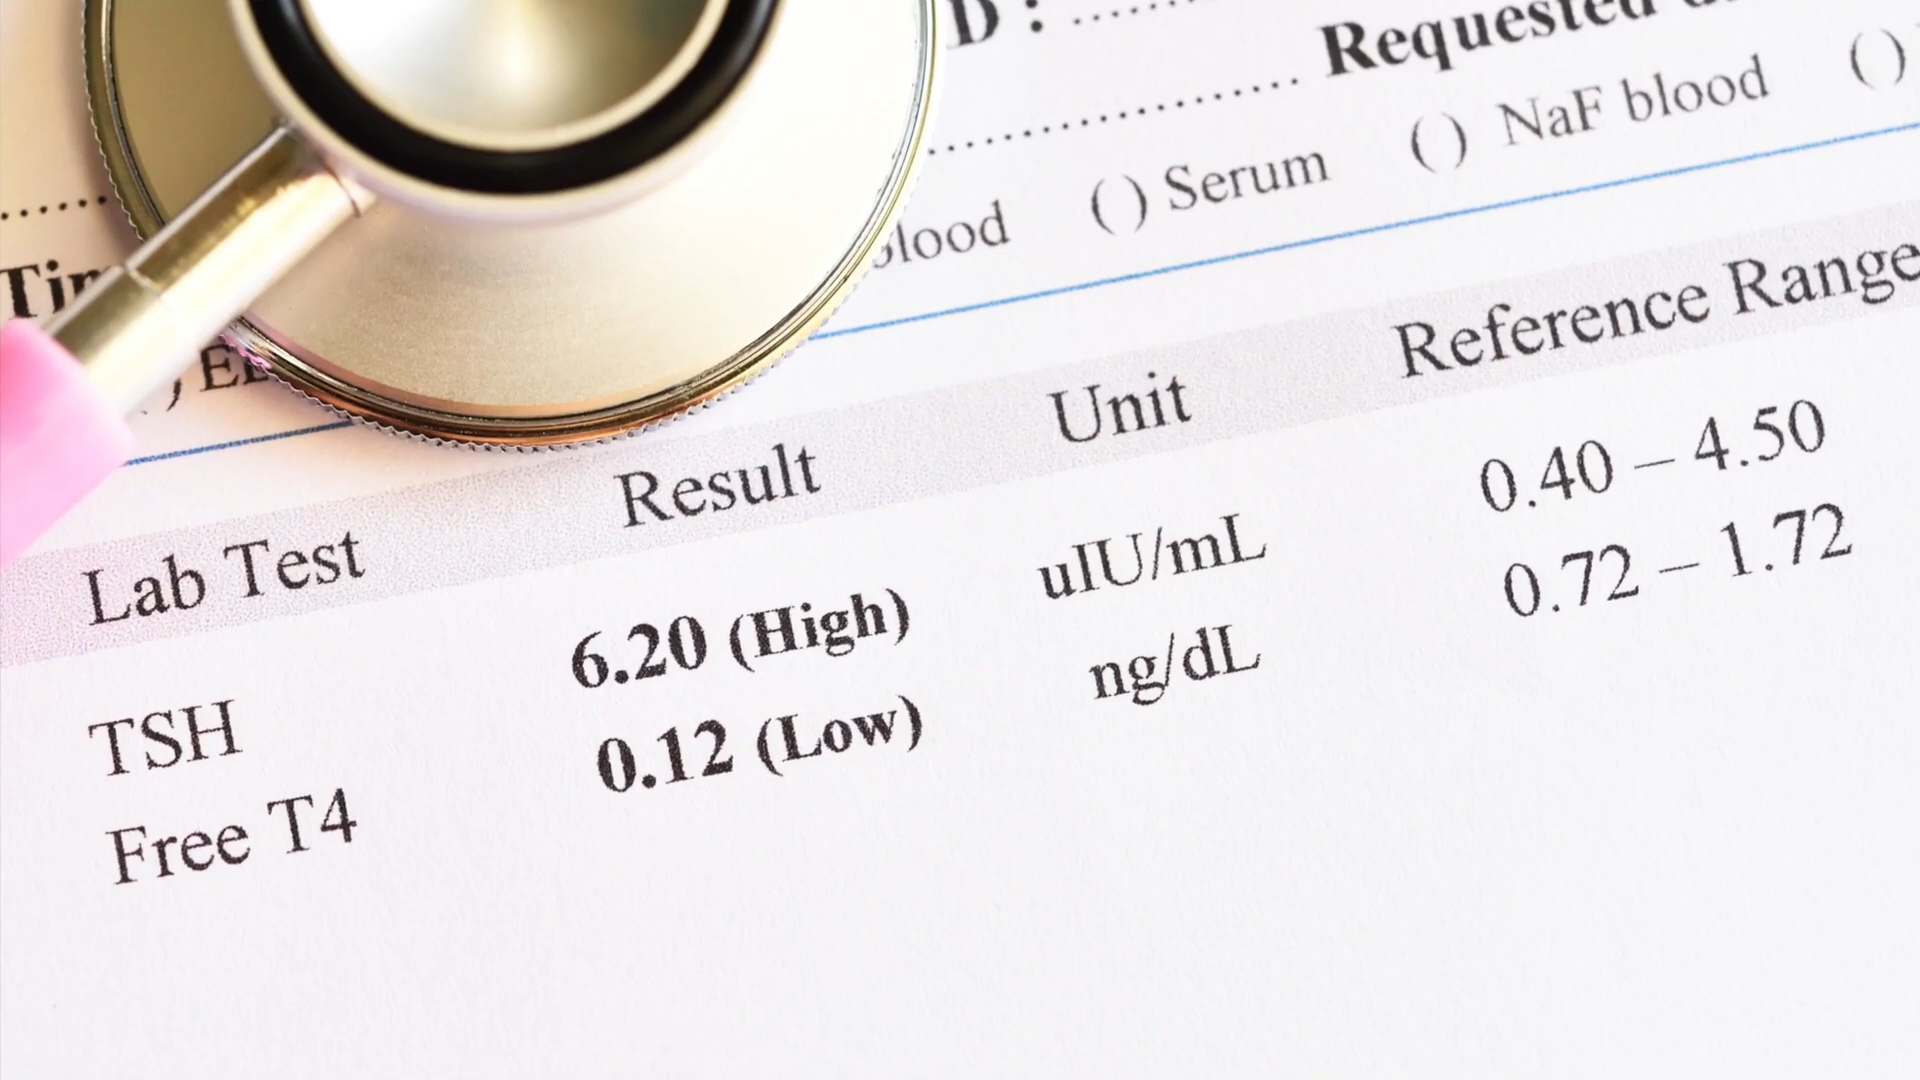 D : ....................
.................... Requested
( ) Serum ( ) NaF blood ( )
Lab Test Result Unit Reference Range
TSH 6.20 (High) uIU/mL 0.40 – 4.50
Free T4 0.12 (Low) ng/dL 0.72 – 1.72